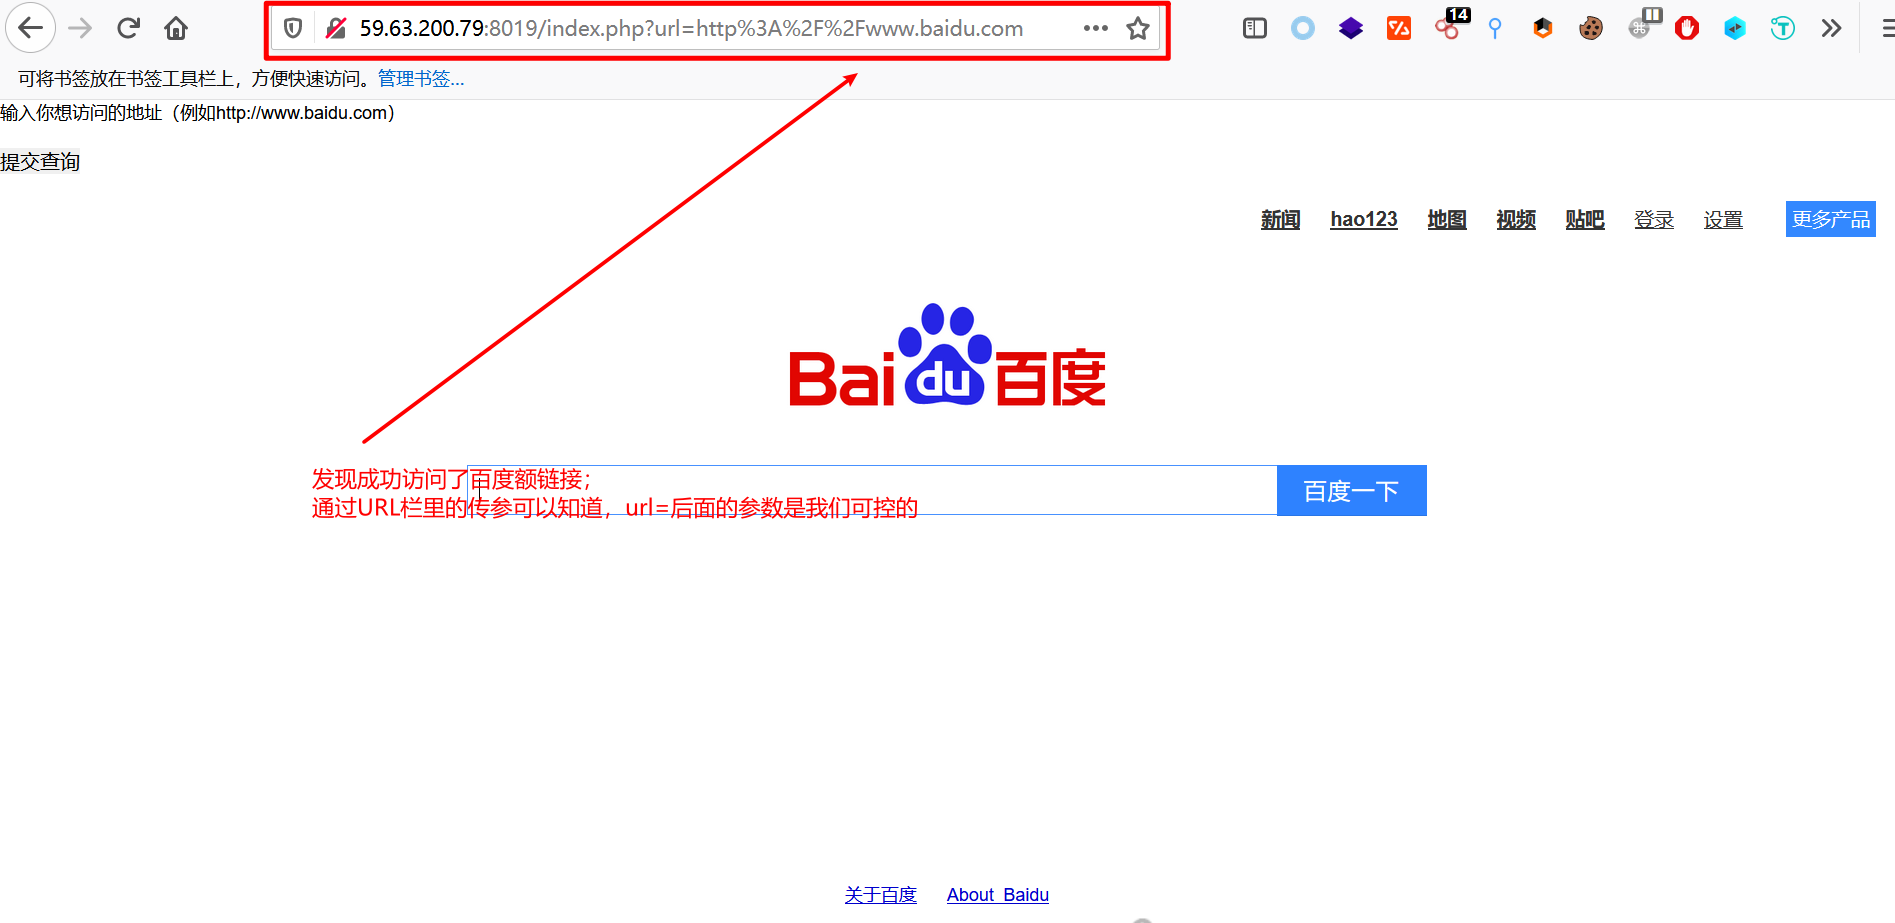 59.63.200.79:8019/index.php?url=http%3A%2F%2Fwww.baidu.com
14
可将书签放在书签工具栏上，方便快速访问。管理书签...
输入你想访问的地址（例如http://www.baidu.com）
提交查询
新闻 hao123 地图 视频 贴吧 登录 设置 更多产品
Bai du 百度
发现成功访问了百度额链接；
通过URL栏里的传参可以知道，url=后面的参数是我们可控的
百度一下
关于百度 About Baidu